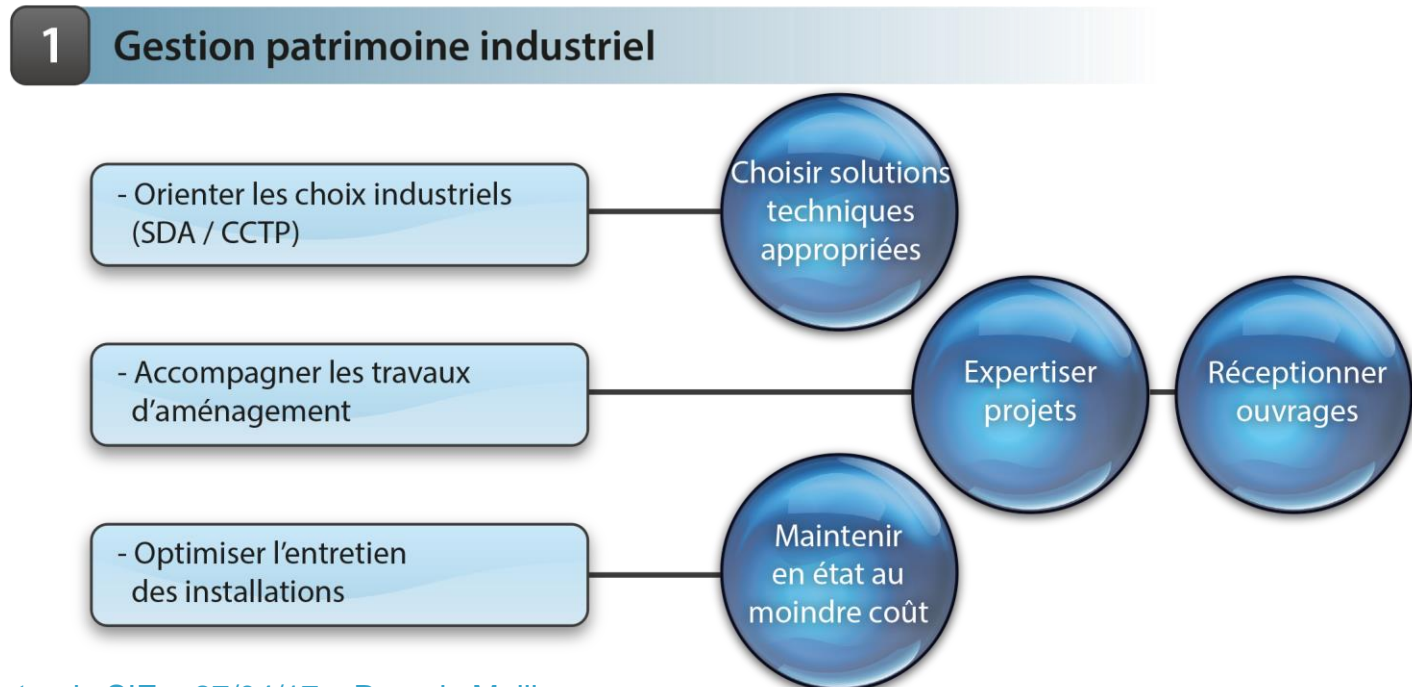 1 Gestion patrimoine industriel
- Orienter les choix industriels
(SDA / CCTP)
Choisir solutions
techniques
appropriées
- Accompagner les travaux
d’aménagement
Expertiser
projets
Réceptionner
ouvrages
- Optimiser l’entretien
des installations
Maintenir
en état au
moindre coût